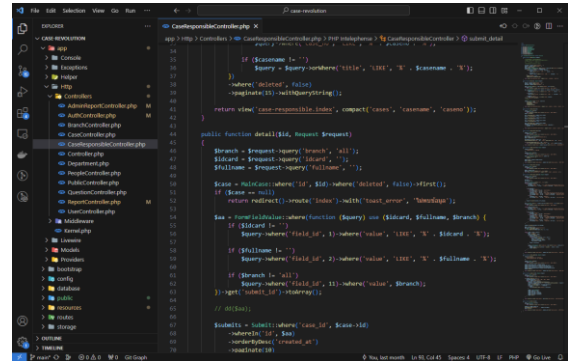 File Edit Selection View Go Run ...
case-revolution
EXPLORER
CaseResponsibleController.php
CASE-REVOLUTION
app
Console
Exceptions
Helper
Http
Controllers
AdminReportController.php M
AuthController.php M
BranchController.php
CaseController.php
CaseResponsibleController.php
Controller.php
Department.php
PeopleController.php
PublicController.php
QuestionController.php
ReportController.php M
UserController.php
Middleware
Kernel.php
Livewire
Models
Providers
bootstrap
config
database
public
resources
routes
storage
OUTLINE
TIMELINE
app > Http > Controllers > CaseResponsibleController.php > PHP Intelephense > CaseResponsibleController > submit_detail
if ($casename != '')
$query = $query->orWhere('title', 'LIKE', '%' . $casename . '%');
})
->where('deleted', false)
->paginate(15)->withQueryString();
return view('case-responsible.index', compact('cases', 'casename', 'caseno'));
}
public function detail($id, Request $request)
{
$branch = $request->query('branch', 'all');
$idcard = $request->query('idcard', '');
$fullname = $request->query('fullname', '');
$case = MainCase::where('id', $id)->where('deleted', false)->first();
if ($case == null)
return redirect()->route('index')->with('toast_error',
$aa = FormFieldValue::where(function ($query) use ($idcard, $fullname, $branch) {
if ($idcard != '')
$query->where('field_id', 1)->where('value', 'LIKE', '%' . $idcard . '%');
if ($fullname != '')
$query->where('field_id', 2)->where('value', 'LIKE', '%' . $fullname . '%');
if ($branch != 'all')
$query->where('field_id', 11)->where('value', $branch);
})->get('submit_id')->toArray();
// dd($aa);
$submits = Submit::where('case_id', $case->id)
->whereIn('id', $aa)
->orderByDesc('created_at')
->paginate(10)
main* 0 0 Git Graph
You, last month Ln 93, Col 45 Spaces: 4 UTF-8 LF PHP Go Live